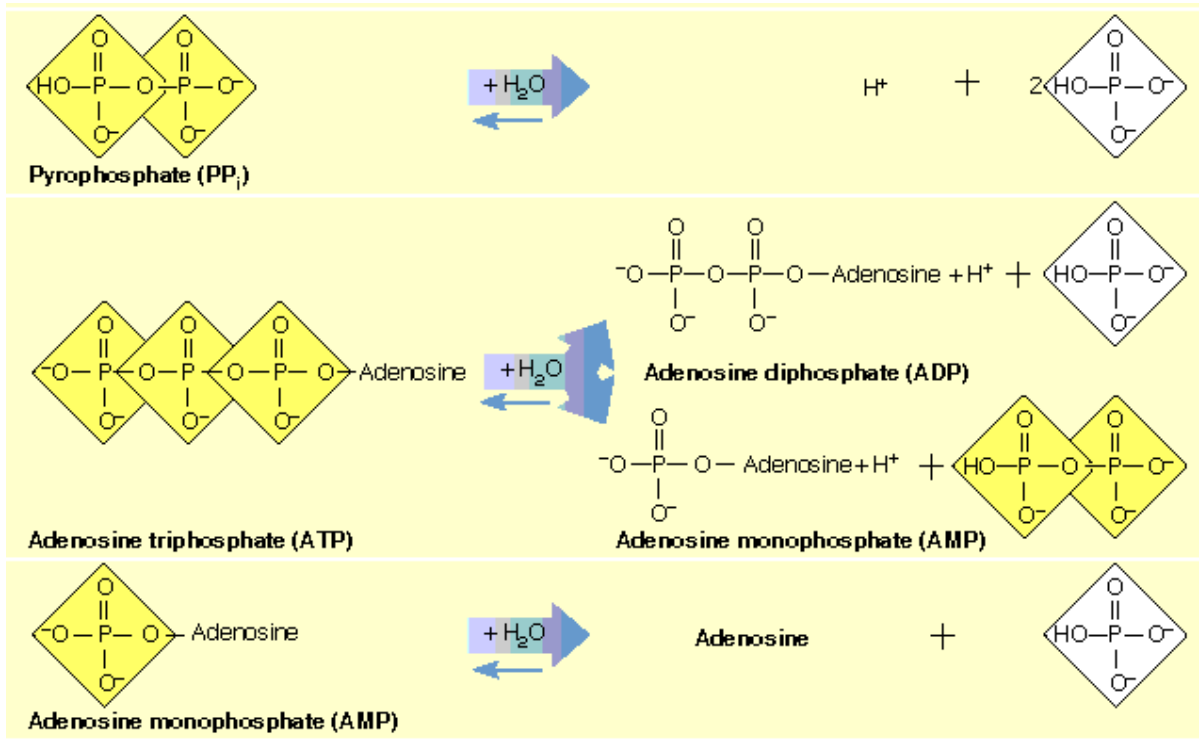 O O
HO–P–O–P–O⁻
O⁻ O⁻
+ H₂O
H⁺ + 2
O
HO–P–O⁻
O⁻
Pyrophosphate (PPᵢ)
O O
⁻O–P–O–P–O–Adenosine + H⁺ +
O⁻ O⁻
O
HO–P–O⁻
O⁻
Adenosine diphosphate (ADP)
O O O
⁻O–P–O–P–O–P–O–Adenosine
O⁻ O⁻ O⁻
+ H₂O
O
⁻O–P–O–Adenosine + H⁺ +
O⁻
O O
HO–P–O–P–O⁻
O⁻ O⁻
Adenosine triphosphate (ATP)
Adenosine monophosphate (AMP)
O
⁻O–P–O–Adenosine
O⁻
+ H₂O
Adenosine +
O
HO–P–O⁻
O⁻
Adenosine monophosphate (AMP)